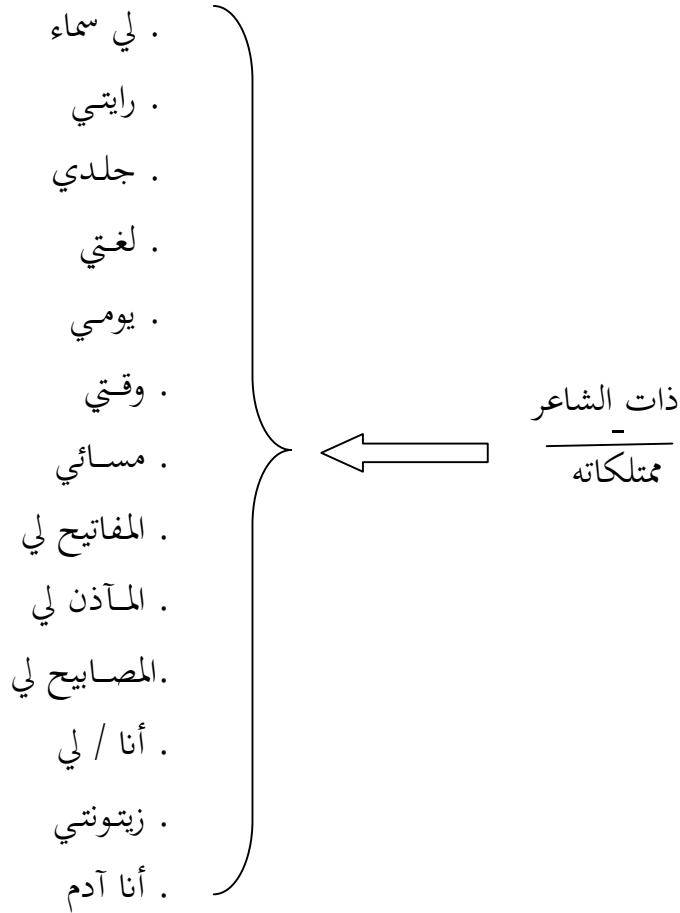 ذات الشاعر
ممتلكاته
. لي سماء
. رايتي
. جلدي
. لغتي
. يومي
. وقتي
. مسائي
. المفاتيح لي
. المآذن لي
.المصابيح لي
. أنا / لي
. زيتونتي
. أنا آدم